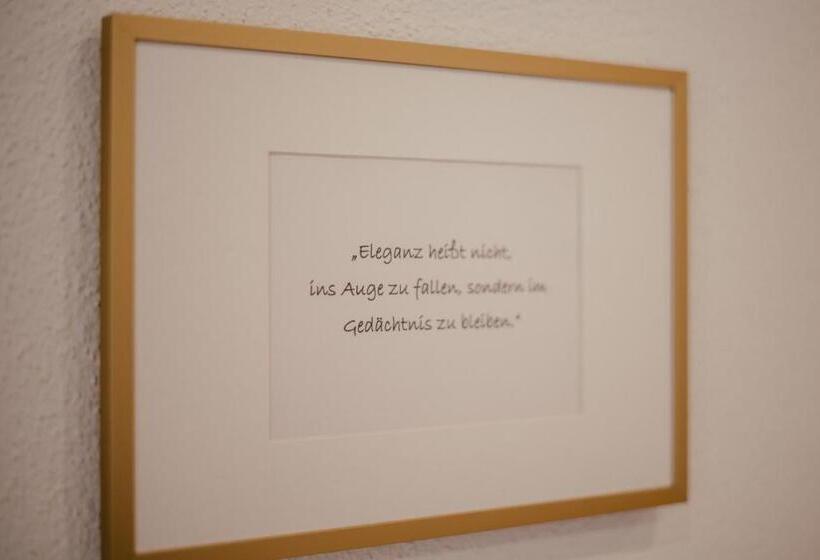 „Eleganz heißt nicht,
ins Auge zu fallen, sondern im
Gedächtnis zu bleiben.“